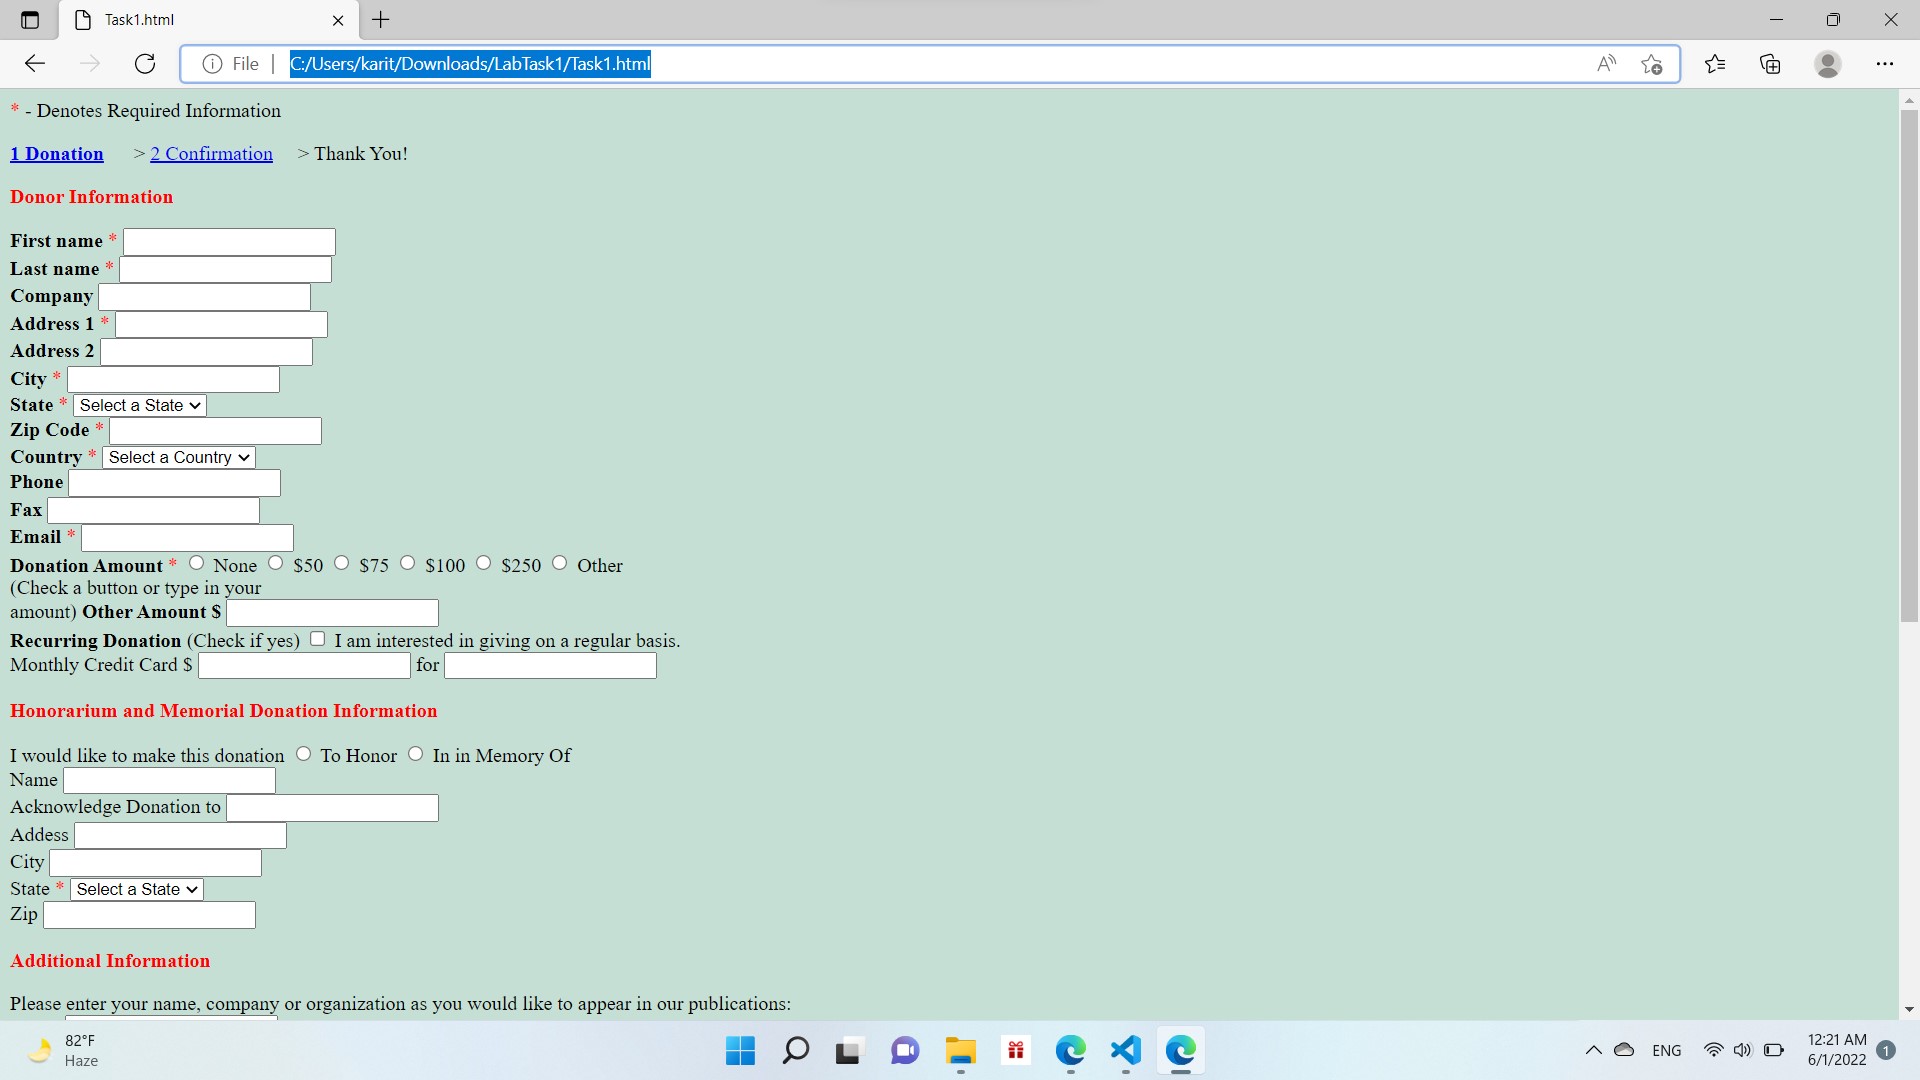 Task1.html
File | C:/Users/karit/Downloads/LabTask1/Task1.html
* - Denotes Required Information
1 Donation > 2 Confirmation > Thank You!
Donor Information
First name *
Last name *
Company
Address 1 *
Address 2
City *
State * Select a State
Zip Code *
Country * Select a Country
Phone
Fax
Email *
Donation Amount * None $50 $75 $100 $250 Other
(Check a button or type in your
amount) Other Amount $
Recurring Donation (Check if yes) I am interested in giving on a regular basis.
Monthly Credit Card $ for
Honorarium and Memorial Donation Information
I would like to make this donation To Honor In in Memory Of
Name
Acknowledge Donation to
Addess
City
State * Select a State
Zip
Additional Information
Please enter your name, company or organization as you would like to appear in our publications:
82°F
Haze
ENG
12:21 AM
6/1/2022
1